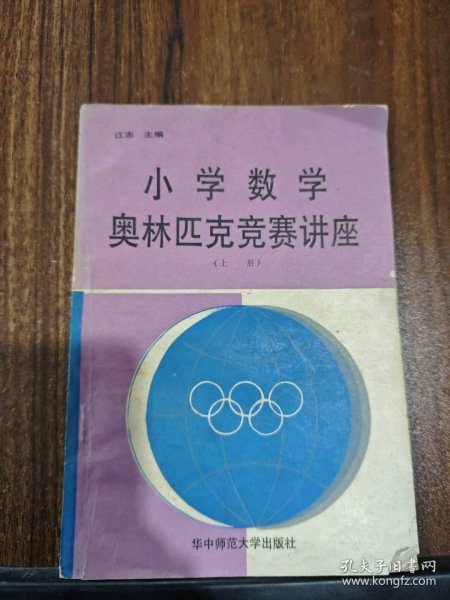 江志 主编
小学数学
奥林匹克竞赛讲座
（上 册）
华中师范大学出版社
孔夫子旧书网
www.kongfz.com